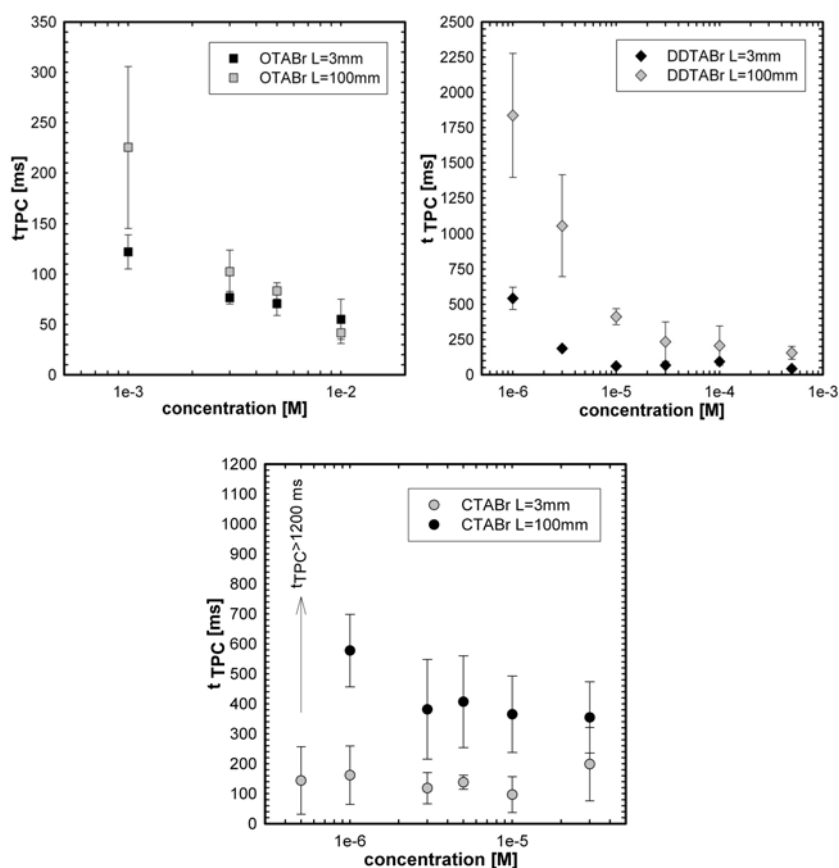 350
300
250
200
150
100
50
0
tTPC [ms]
OTABr L=3mm
OTABr L=100mm
1e-3
1e-2
concentration [M]
2500
2250
2000
1750
1500
1250
1000
750
500
250
0
t TPC [ms]
DDTABr L=3mm
DDTABr L=100mm
1e-6
1e-5
1e-4
1e-3
concentration [M]
1200
1100
1000
900
800
700
600
500
400
300
200
100
0
t TPC [ms]
tTPC>1200 ms
CTABr L=3mm
CTABr L=100mm
1e-6
1e-5
concentration [M]